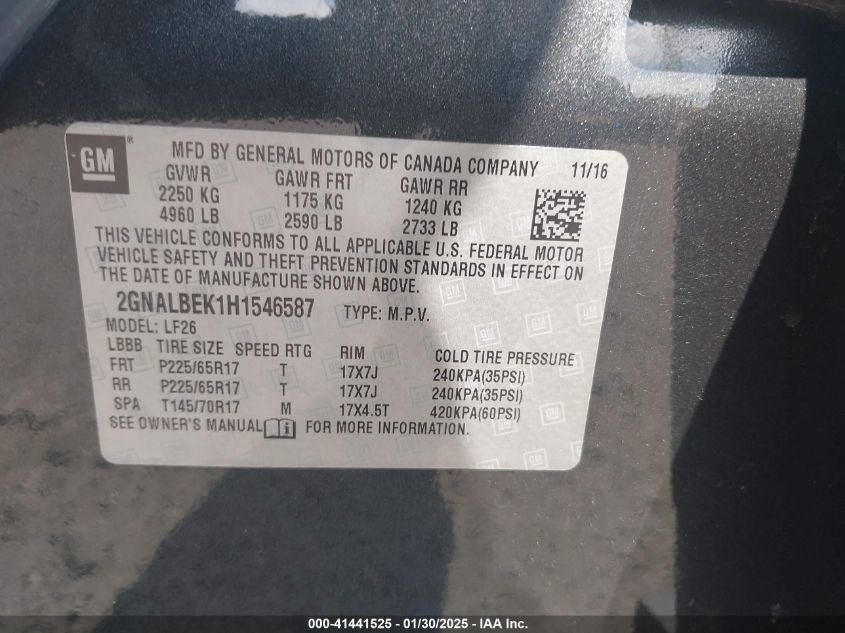 GM ®
MFD BY GENERAL MOTORS OF CANADA COMPANY 11/16
GVWR GAWR FRT GAWR RR
2250 KG 1175 KG 1240 KG
4960 LB 2590 LB 2733 LB
THIS VEHICLE CONFORMS TO ALL APPLICABLE U.S. FEDERAL MOTOR
VEHICLE SAFETY AND THEFT PREVENTION STANDARDS IN EFFECT ON
THE DATE OF MANUFACTURE SHOWN ABOVE.
2GNALBEK1H1546587 TYPE: M.P.V.
MODEL: LF26
LBBB TIRE SIZE SPEED RTG RIM COLD TIRE PRESSURE
FRT P225/65R17 T 17X7J 240KPA(35PSI)
RR P225/65R17 T 17X7J 240KPA(35PSI)
SPA T145/70R17 M 17X4.5T 420KPA(60PSI)
SEE OWNER'S MANUAL FOR MORE INFORMATION.
000-41441525 - 01/30/2025 - IAA Inc.